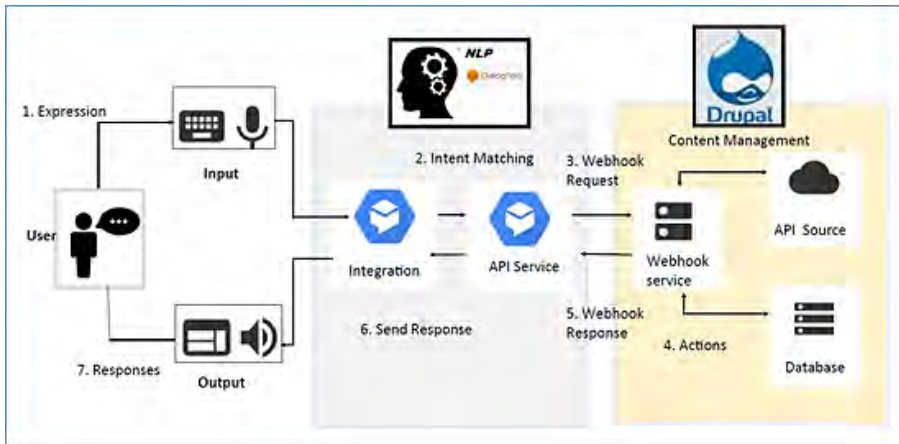 NLP
Dialogflow
Drupal
Content Management
1. Expression
Input
2. Intent Matching
3. Webhook
Request
User
Integration
API Service
Webhook
service
API Source
6. Send Response
5. Webhook
Response
4. Actions
7. Responses
Output
Database